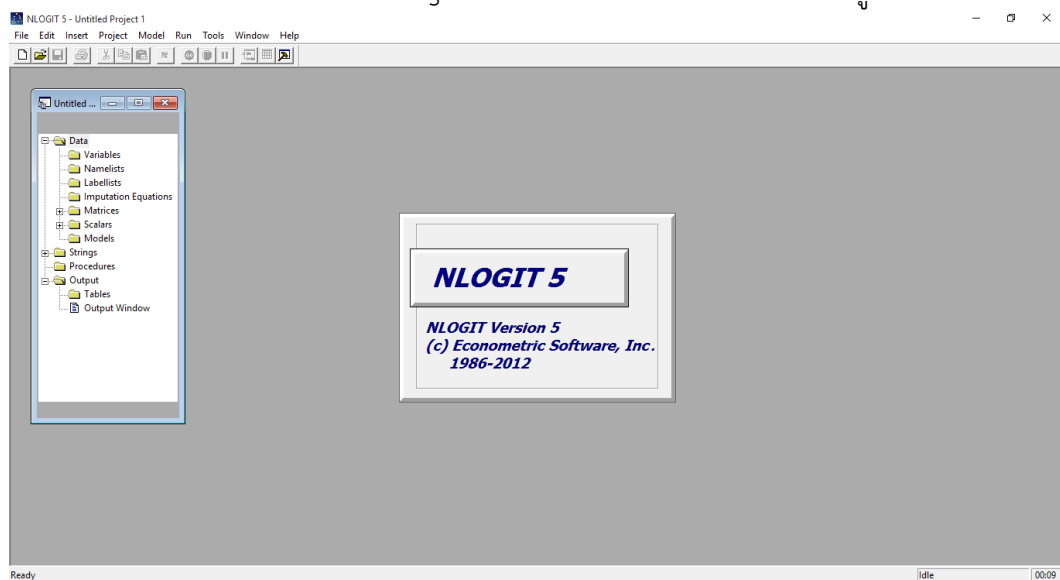 NLOGIT 5 - Untitled Project 1
File Edit Insert Project Model Run Tools Window Help
Untitled ...
Data
Variables
Namelists
Labellists
Imputation Equations
Matrices
Scalars
Models
Strings
Procedures
Output
Tables
Output Window
NLOGIT 5
NLOGIT Version 5
(c) Econometric Software, Inc.
1986-2012
Ready
Idle
00:09